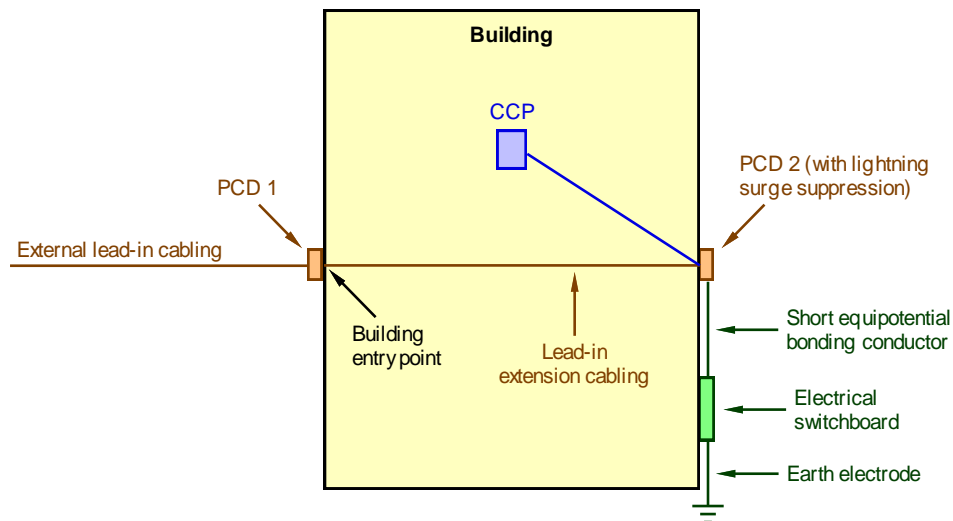 Building
CCP
PCD 1
PCD 2 (with lightning
surge suppression)
External lead-in cabling
Building
entry point
Lead-in
extension cabling
Short equipotential
bonding conductor
Electrical
switchboard
Earth electrode